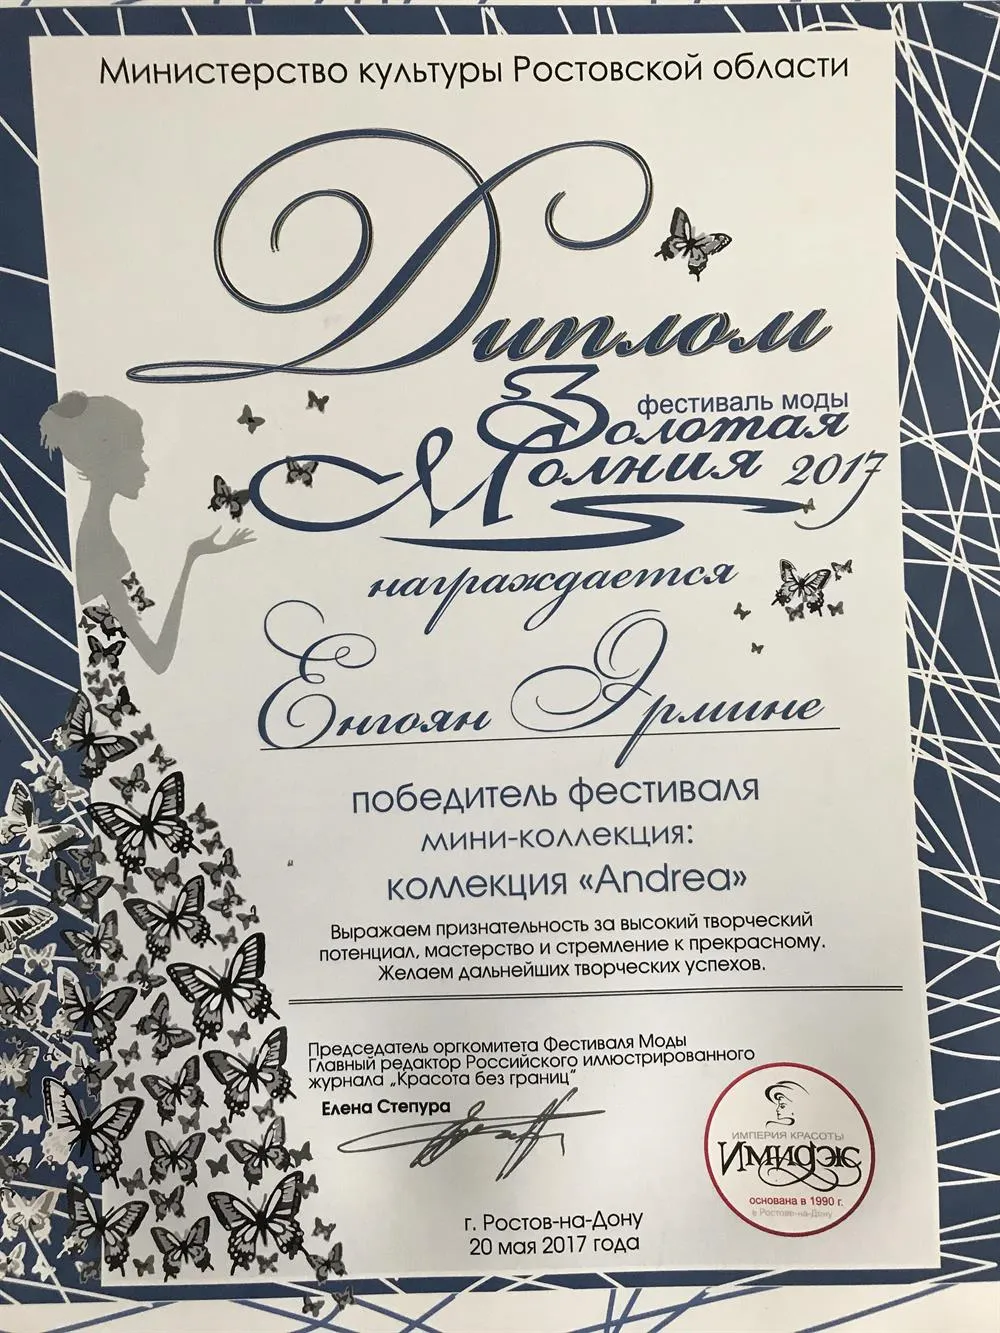 Министерство культуры Ростовской области
Диплом
фестиваль моды
Золотая
Молния 2017
награждается
Енгоян Эрмине
победитель фестиваля
мини-коллекция:
коллекция «Andrea»
Выражаем признательность за высокий творческий
потенциал, мастерство и стремление к прекрасному.
Желаем дальнейших творческих успехов.
Председатель оргкомитета Фестиваля Моды
Главный редактор Российского иллюстрированного
журнала „Красота без границ"
Елена Степура
ИМПЕРИЯ КРАСОТЫ
Имидэж
основана в 1990 г.
в Ростове-на-Дону
г. Ростов-на-Дону
20 мая 2017 года